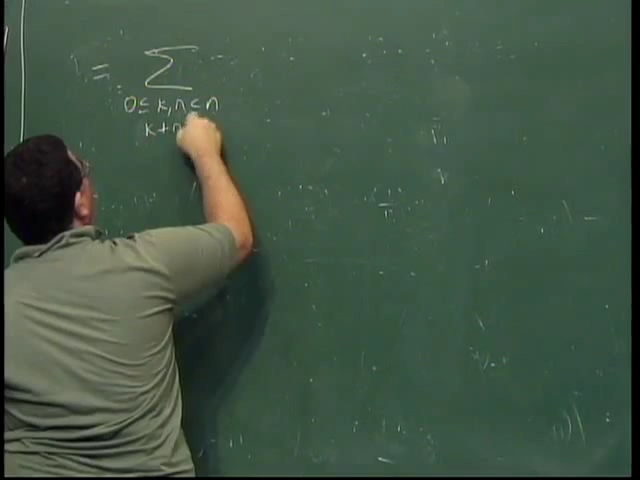 = Σ
0 ≤ k, n ≤ n
k + n